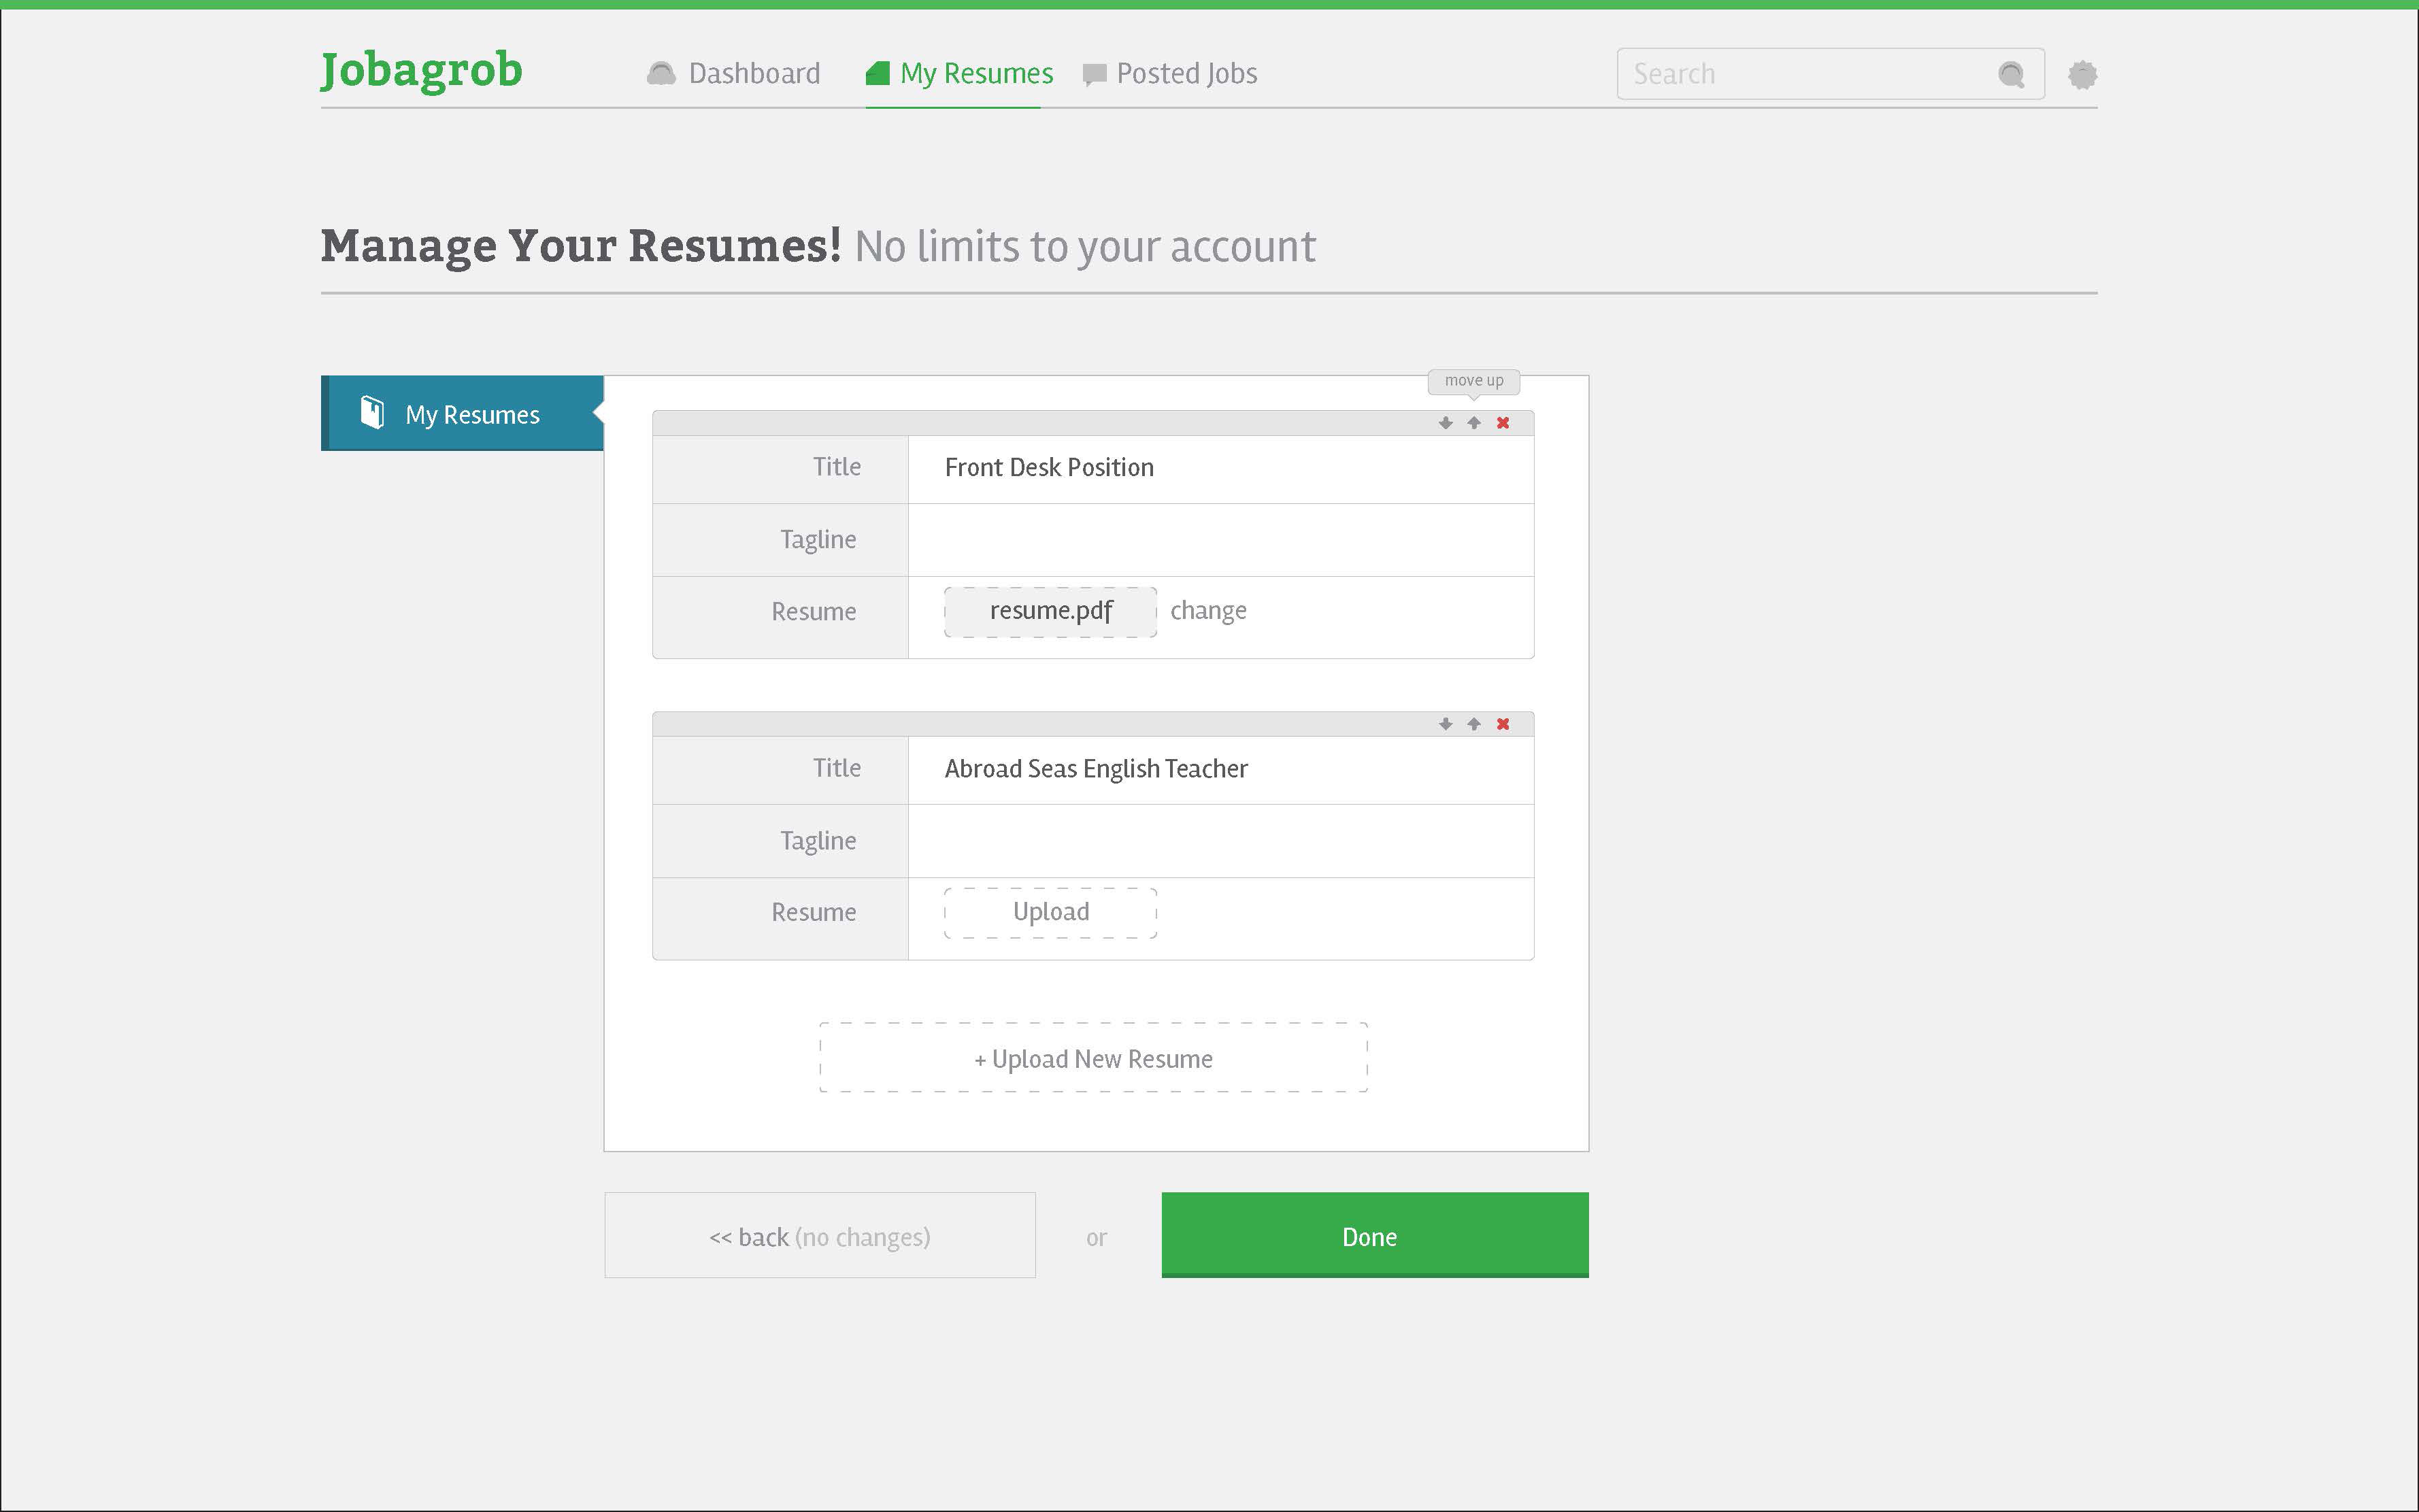 Jobagrob
Dashboard
My Resumes
Posted Jobs
Search
Manage Your Resumes! No limits to your account
My Resumes
move up
Title
Front Desk Position
Tagline
Resume
resume.pdf
change
Title
Abroad Seas English Teacher
Tagline
Resume
Upload
+ Upload New Resume
<< back (no changes)
or
Done